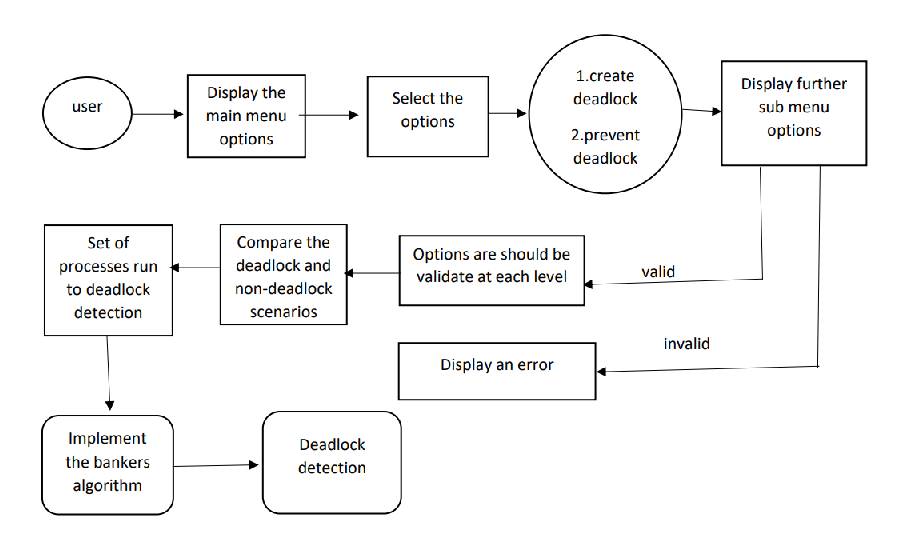 user
Display the
main menu
options
Select the
options
1.create
deadlock
2.prevent
deadlock
Display further
sub menu
options
Set of
processes run
to deadlock
detection
Compare the
deadlock and
non-deadlock
scenarios
Options are should be
validate at each level
valid
invalid
Display an error
Implement
the bankers
algorithm
Deadlock
detection